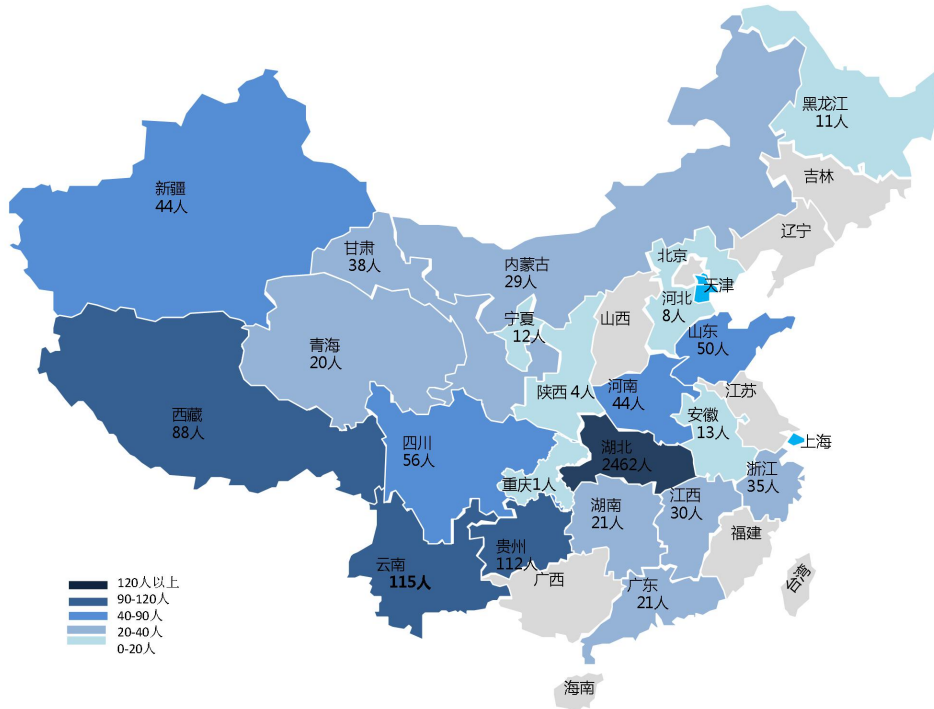 黑龙江
11人
吉林
辽宁
新疆
44人
甘肃
38人
内蒙古
29人
北京
天津
河北
8人
宁夏
12人
山西
山东
50人
青海
20人
陕西 4人
河南
44人
江苏
安徽
13人
上海
西藏
88人
四川
56人
湖北
2462人
浙江
35人
重庆1人
湖南
21人
江西
30人
福建
贵州
112人
云南
115人
广西
广东
21人
台湾
海南
120人以上
90-120人
40-90人
20-40人
0-20人